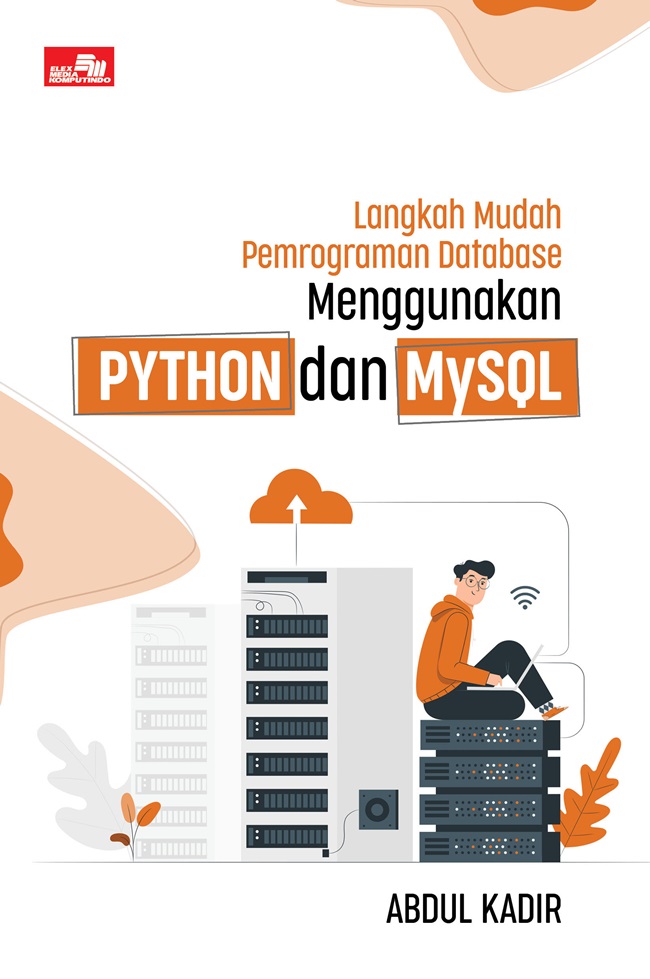 ELEX
MEDIA
KOMPUTINDO
Langkah Mudah
Pemrograman Database
Menggunakan
PYTHON dan MySQL
ABDUL KADIR